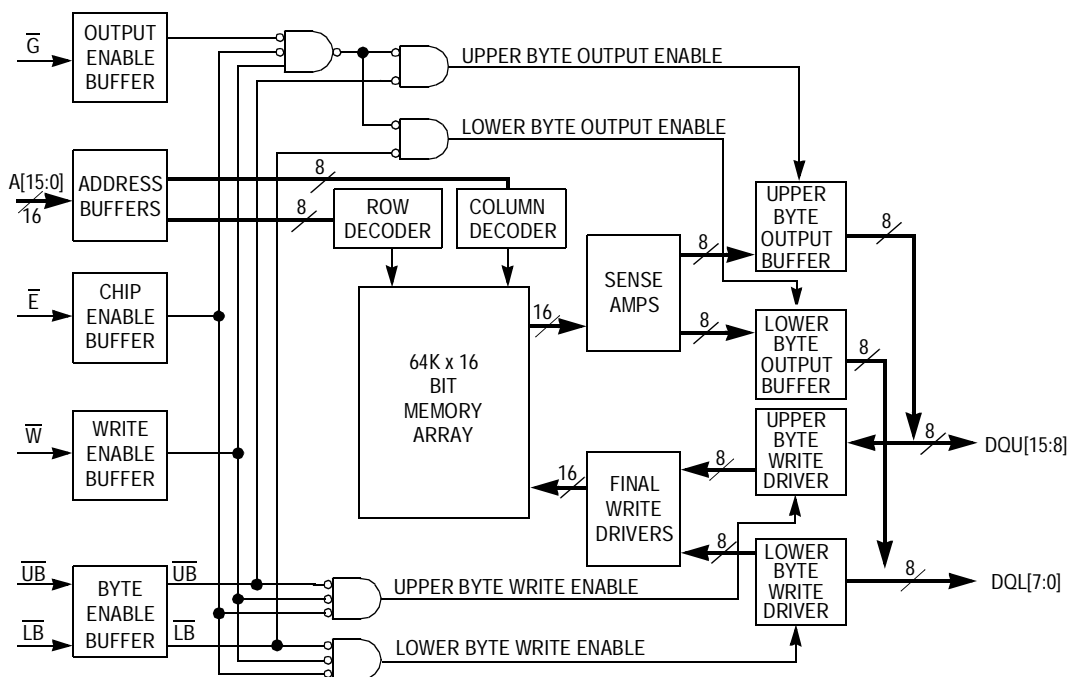 G̅
OUTPUT
ENABLE
BUFFER
UPPER BYTE OUTPUT ENABLE
LOWER BYTE OUTPUT ENABLE
A[15:0]
16
ADDRESS
BUFFERS
8
8
ROW
DECODER
COLUMN
DECODER
UPPER
BYTE
OUTPUT
BUFFER
8
E̅
CHIP
ENABLE
BUFFER
64K x 16
BIT
MEMORY
ARRAY
16
SENSE
AMPS
8
8
LOWER
BYTE
OUTPUT
BUFFER
8
W̅
WRITE
ENABLE
BUFFER
16
FINAL
WRITE
DRIVERS
8
8
UPPER
BYTE
WRITE
DRIVER
8
DQU[15:8]
U̅B̅
L̅B̅
BYTE
ENABLE
BUFFER
U̅B̅
L̅B̅
UPPER BYTE WRITE ENABLE
LOWER BYTE WRITE ENABLE
LOWER
BYTE
WRITE
DRIVER
8
DQL[7:0]